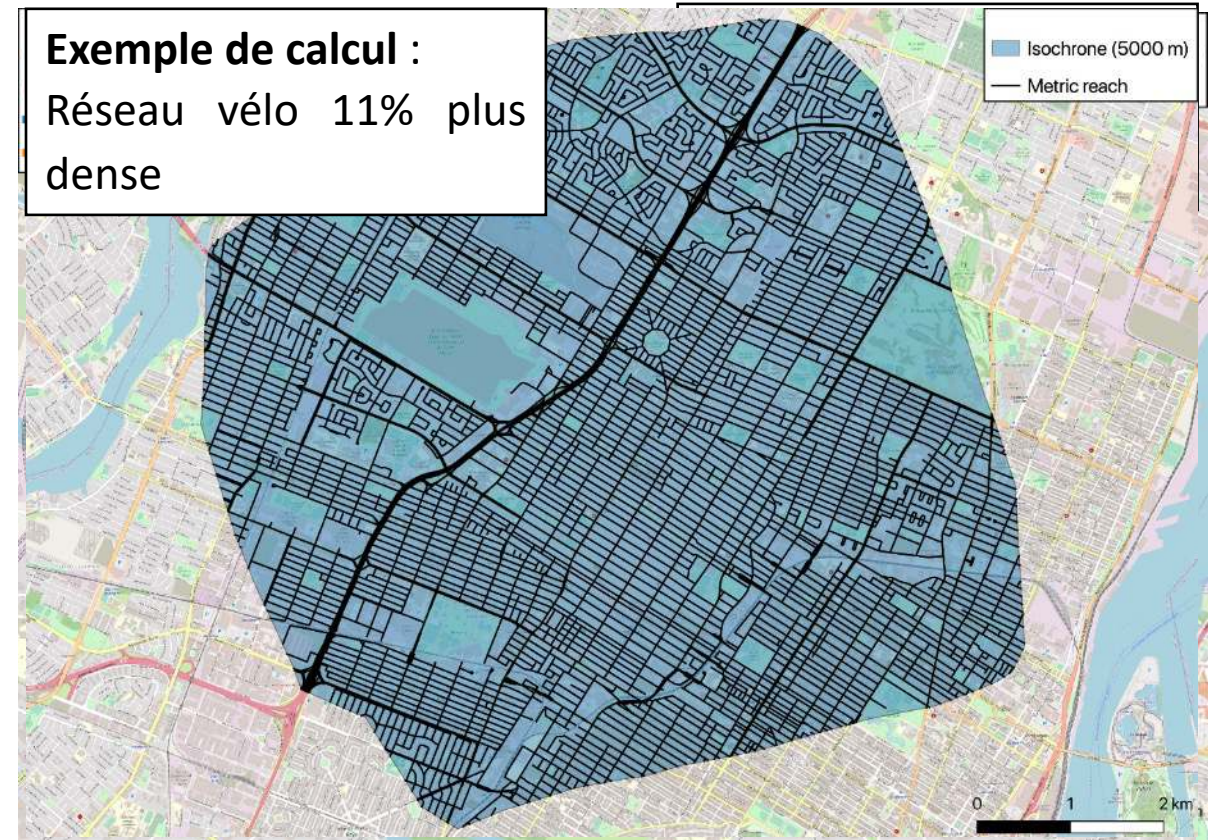 Exemple de calcul :
Réseau vélo 11% plus
dense
Isochrone (5000 m)
Metric reach
0 1 2 km